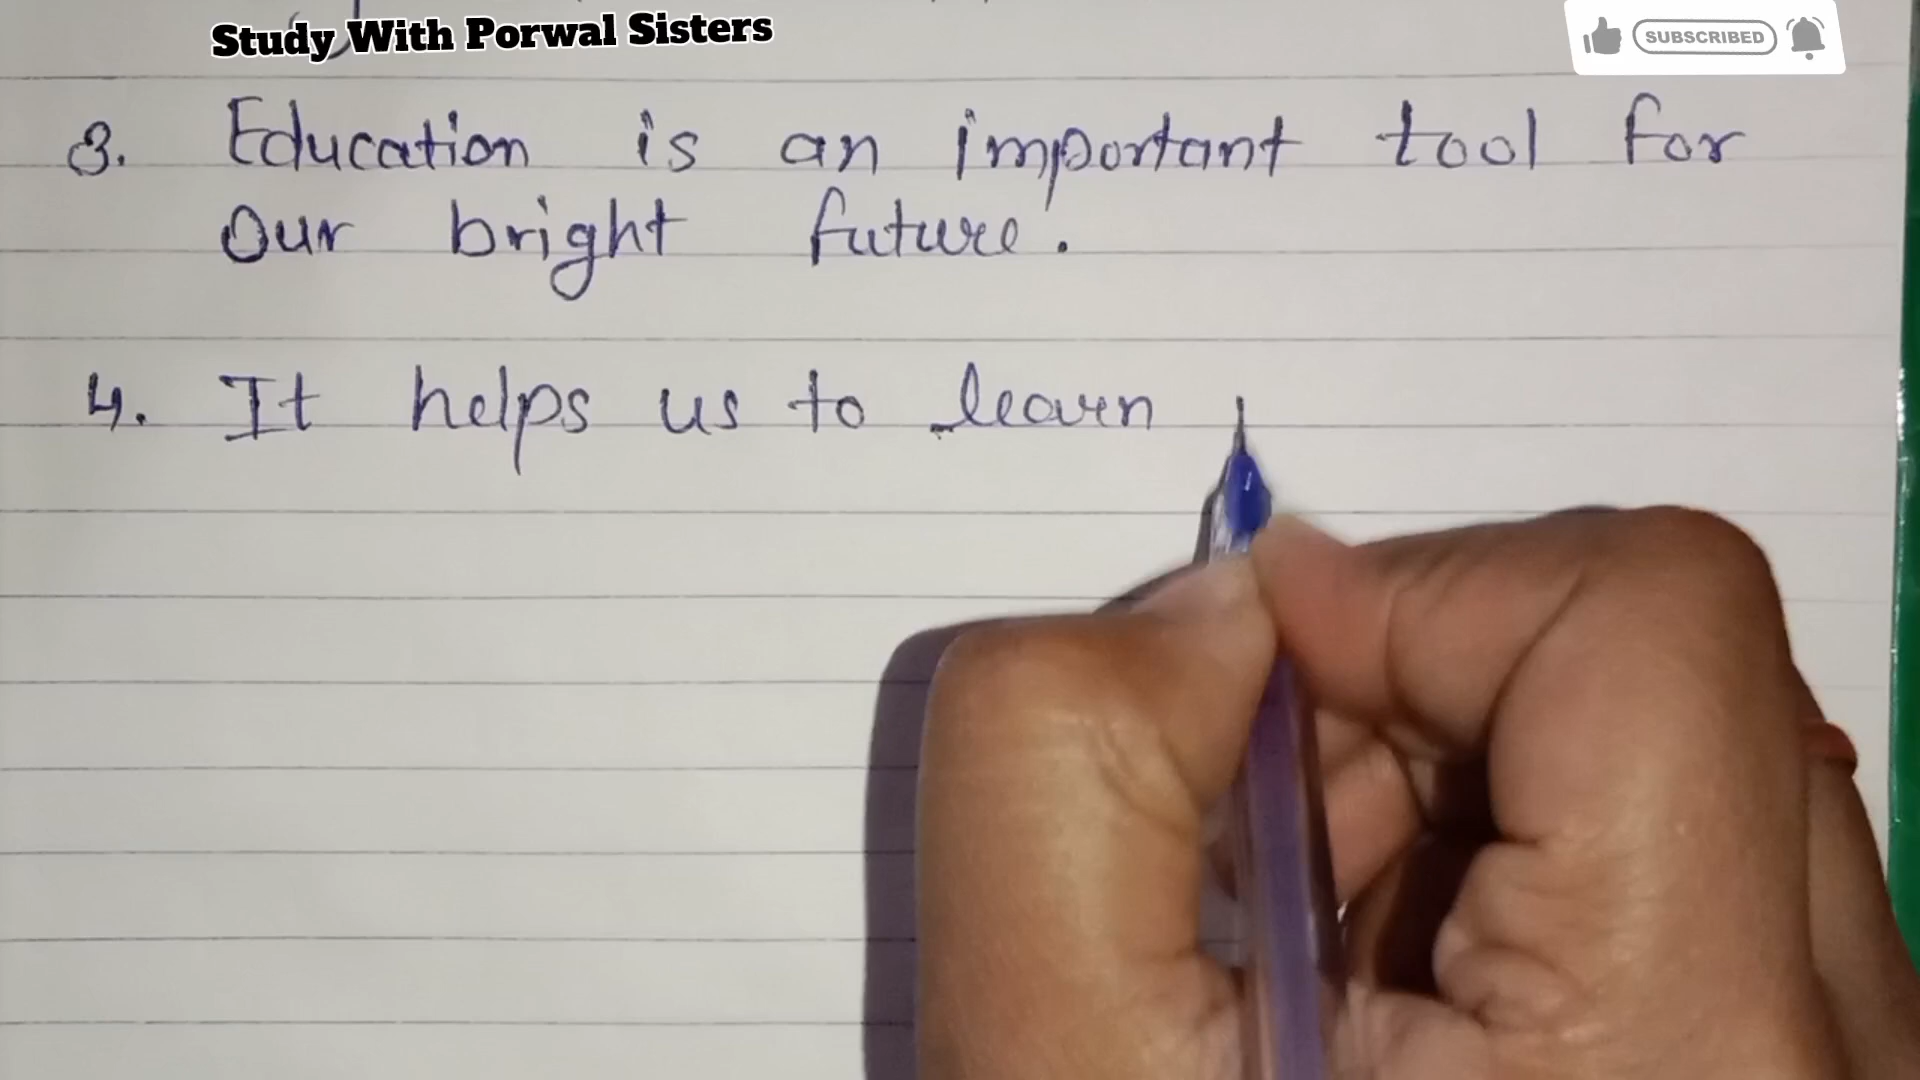 Study With Porwal Sisters
SUBSCRIBED
3. Education is an important tool for
our bright future.
4. It helps us to learn